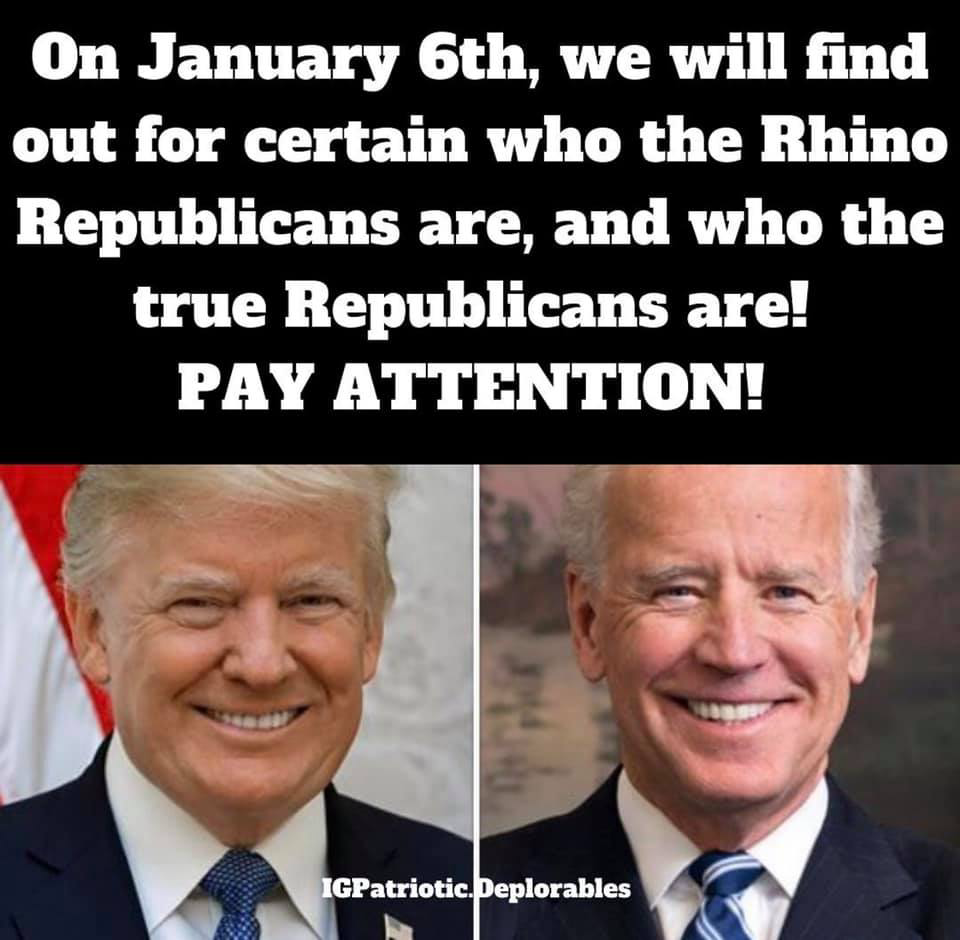 On January 6th, we will find
out for certain who the Rhino
Republicans are, and who the
true Republicans are!
PAY ATTENTION!
IGPatriotic.Deplorables